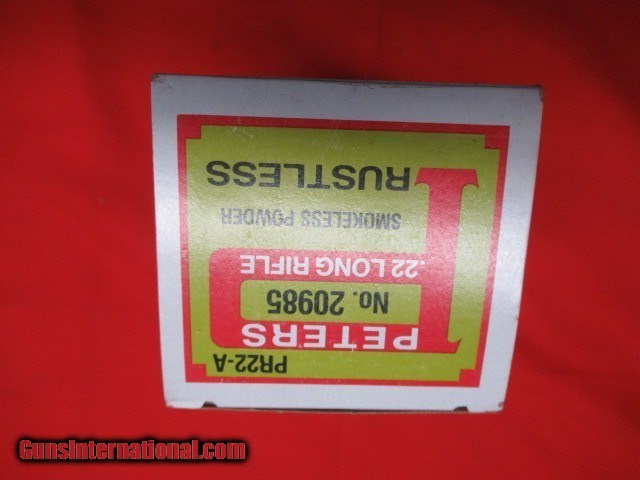 PR22-A
PETERS
No. 20985
.22 LONG RIFLE
SMOKELESS POWDER
RUSTLESS
GunsInternational.com